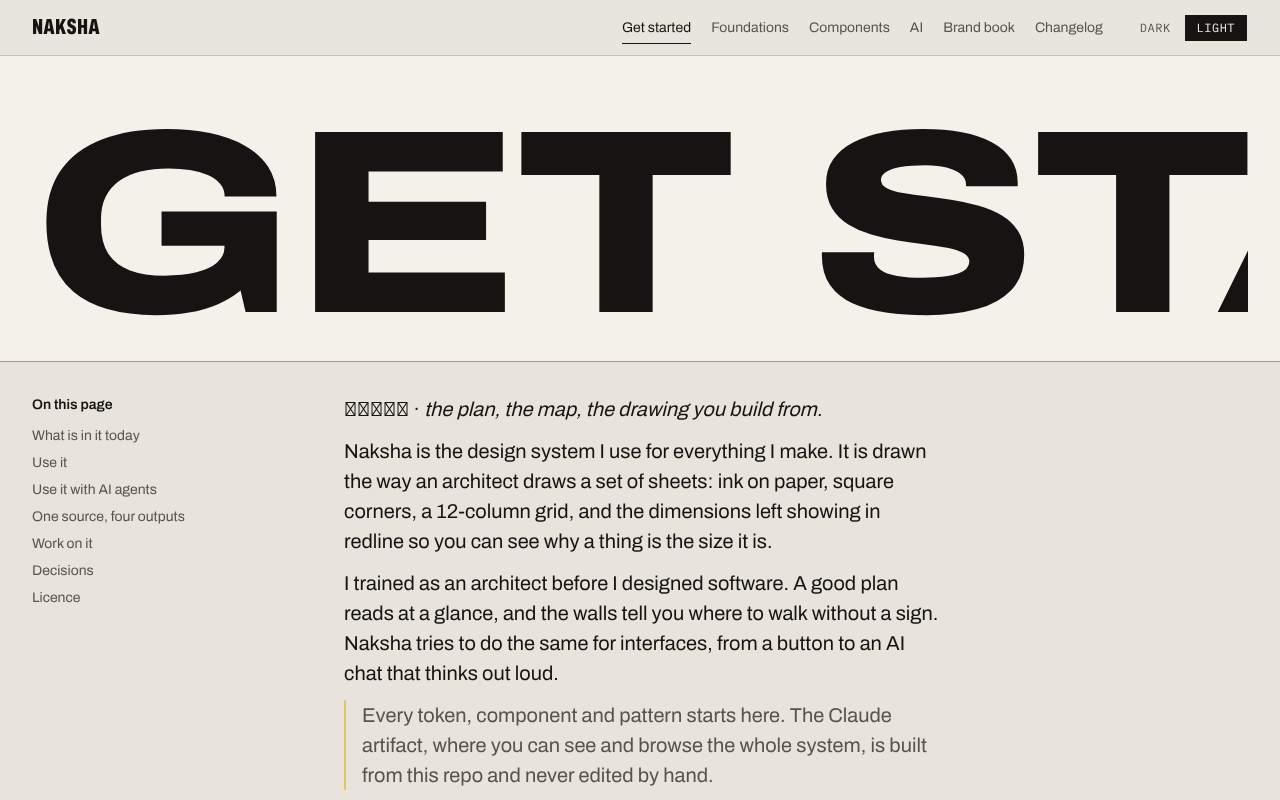 NAKSHA
Get started
Foundations
Components
AI
Brand book
Changelog
DARK
LIGHT
GET ST
On this page
What is in it today
Use it
Use it with AI agents
One source, four outputs
Work on it
Decisions
Licence
· the plan, the map, the drawing you build from.
Naksha is the design system I use for everything I make. It is drawn
the way an architect draws a set of sheets: ink on paper, square
corners, a 12-column grid, and the dimensions left showing in
redline so you can see why a thing is the size it is.
I trained as an architect before I designed software. A good plan
reads at a glance, and the walls tell you where to walk without a sign.
Naksha tries to do the same for interfaces, from a button to an AI
chat that thinks out loud.
Every token, component and pattern starts here. The Claude
artifact, where you can see and browse the whole system, is built
from this repo and never edited by hand.